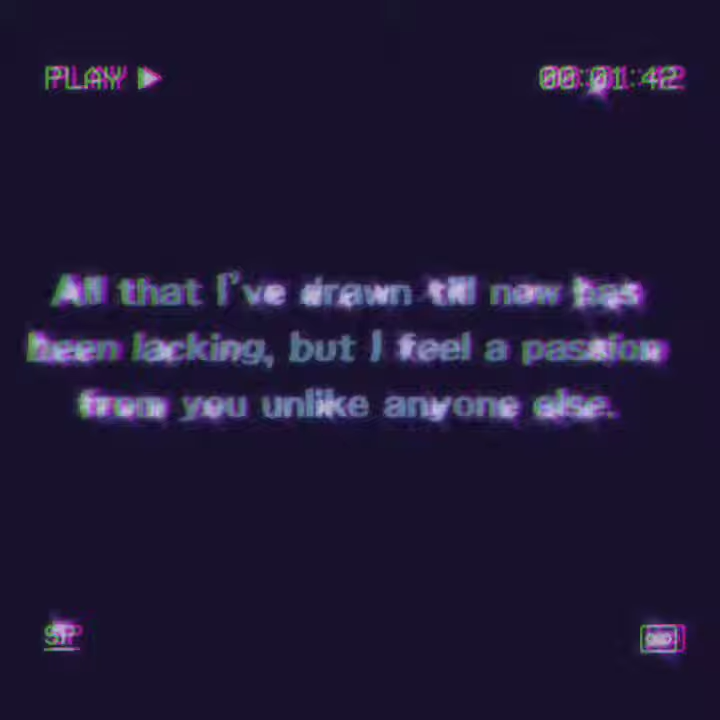 PLAY
00:01:42
All that I've drawn till now has
been lacking, but I feel a passion
from you unlike anyone else.
SP